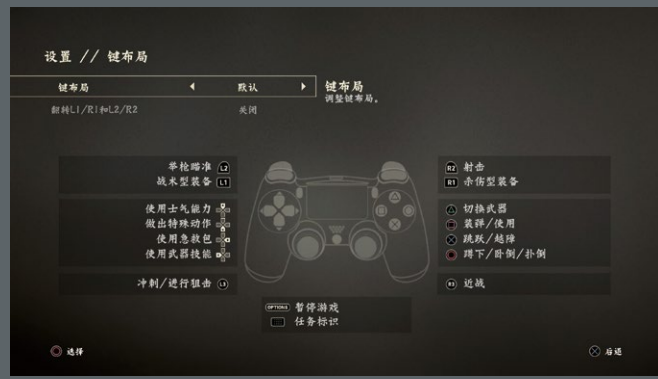 设置 // 键布局
键布局 默认
键布局
调整键布局。
翻转L1/R1和L2/R2 关闭
举枪瞄准 L2
战术型装备 L1
使用士气能力
做出特殊动作
使用急救包
使用武器技能
冲刺/进行狙击 L3
R2 射击
R1 杀伤型装备
切换武器
装弹/使用
跳跃/越障
蹲下/卧倒/扑倒
R3 近战
OPTIONS 暂停游戏
任务标识
选择
后退